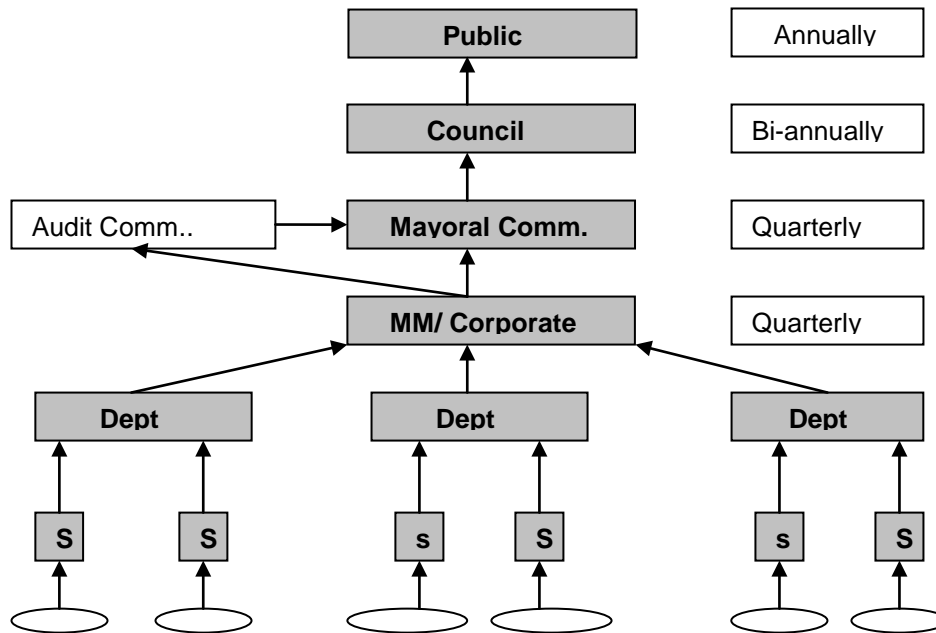 Public
Annually
Council
Bi-annually
Audit Comm..
Mayoral Comm.
Quarterly
MM/ Corporate
Quarterly
Dept
Dept
Dept
S
S
s
S
s
S